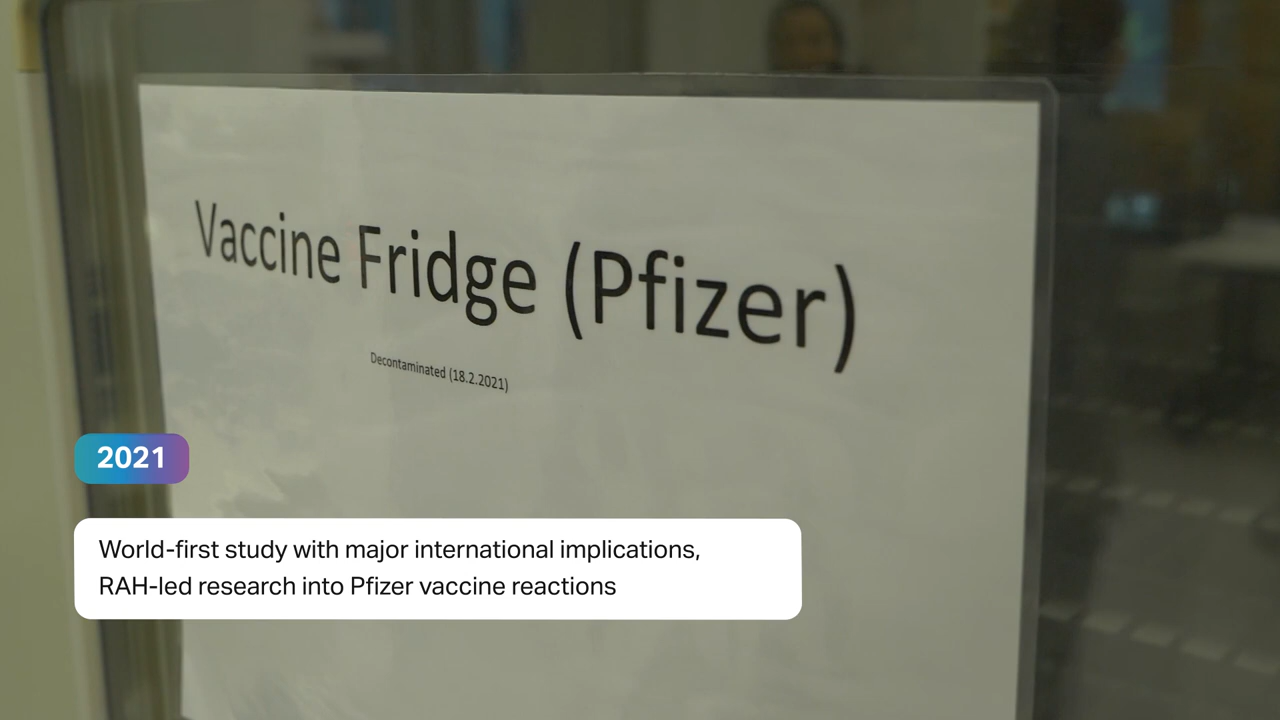 Vaccine Fridge (Pfizer)
Decontaminated (18.2.2021)
2021
World-first study with major international implications,
RAH-led research into Pfizer vaccine reactions